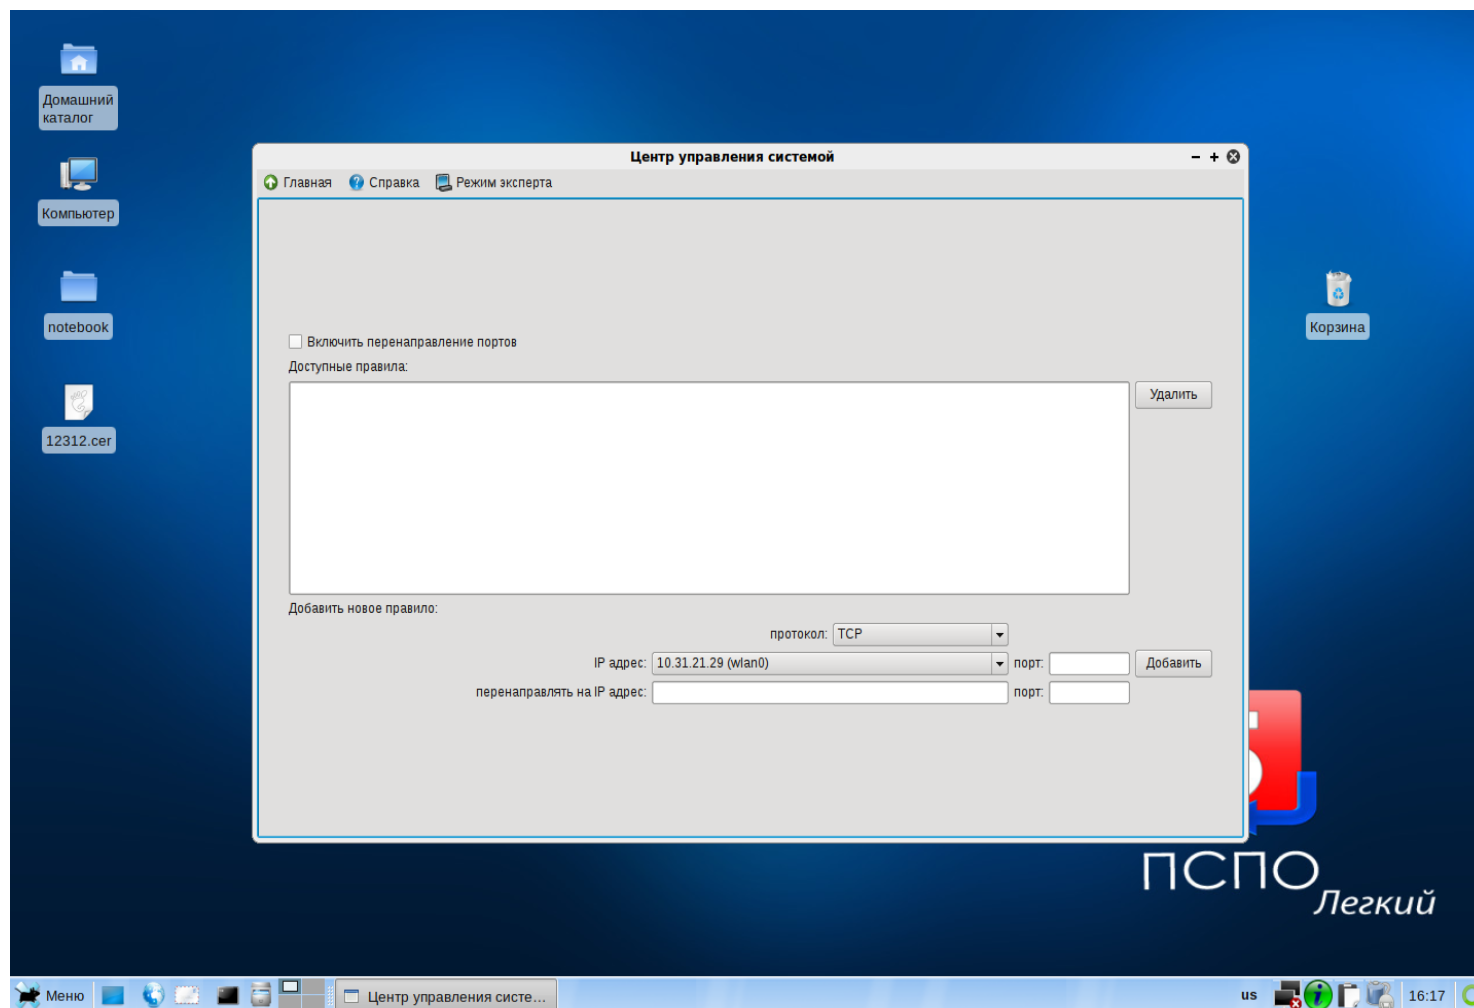 Домашний
каталог
Компьютер
notebook
12312.cer
Корзина
Центр управления системой
Главная Справка Режим эксперта
Включить перенаправление портов
Доступные правила:
Удалить
Добавить новое правило:
протокол: TCP
IP адрес: 10.31.21.29 (wlan0) порт: Добавить
перенаправлять на IP адрес: порт:
ПСПО
Легкий
Меню Центр управления систе... us 16:17